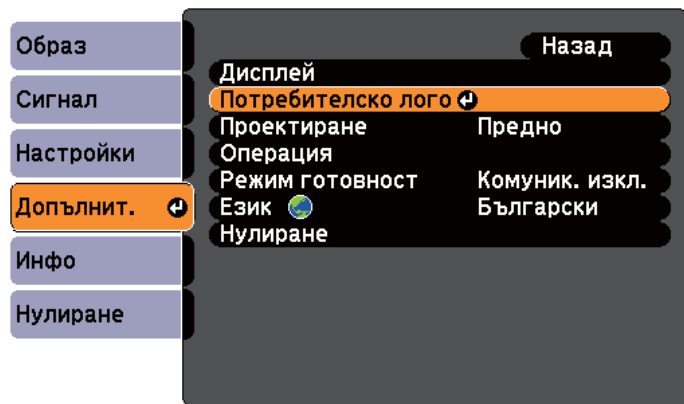 Образ
Сигнал
Настройки
Допълнит.
Инфо
Нулиране
Назад
Дисплей
Потребителско лого
Проектиране Предно
Операция
Режим готовност Комуник. изкл.
Език Български
Нулиране